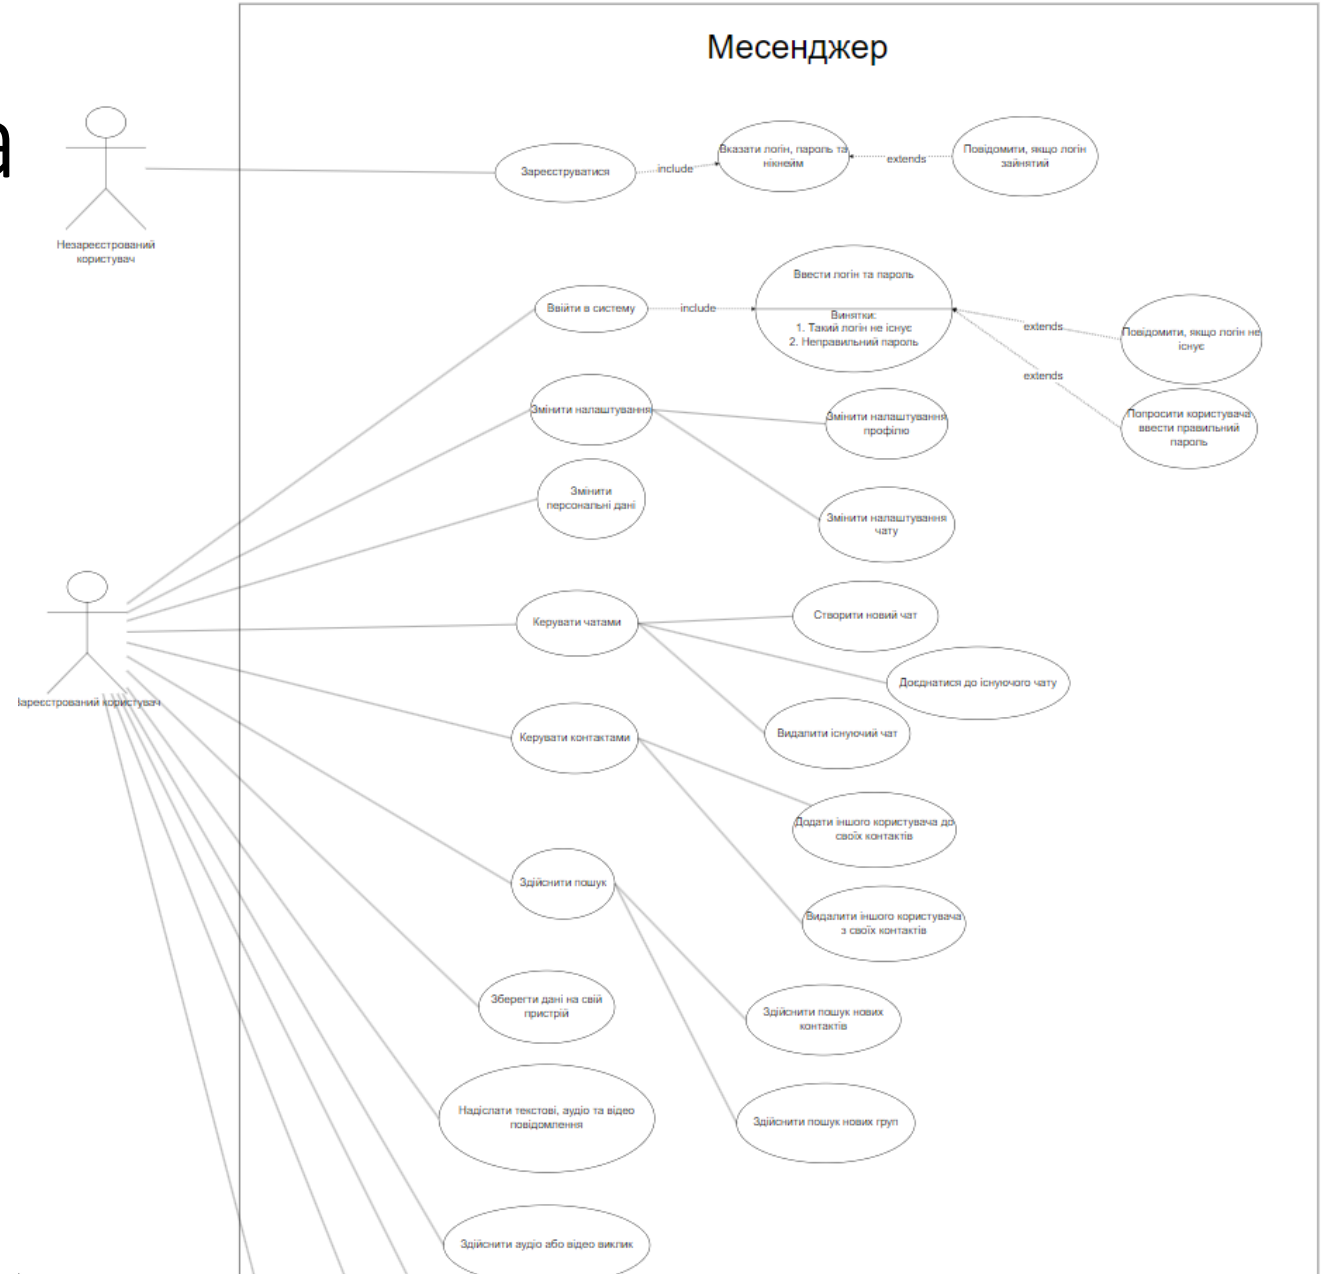 Месенджер
а
Незареєстрований
користувач
Зареєструватися
include
Вказати логін, пароль та
нікнейм
extends
Повідомити, якщо логін
зайнятий
Ввійти в систему
include
Ввести логін та пароль
Винятки:
1. Такий логін не існує
2. Неправильний пароль
extends
Повідомити, якщо логін не
існує
extends
Попросити користувача
ввести правильний
пароль
Змінити налаштування
Змінити налаштування
профілю
Змінити налаштування
чату
Змінити
персональні дані
Зареєстрований користувач
Керувати чатами
Створити новий чат
Доєднатися до існуючого чату
Видалити існуючий чат
Керувати контактами
Додати іншого користувача до
своїх контактів
Видалити іншого користувача
з своїх контактів
Здійснити пошук
Здійснити пошук нових
контактів
Здійснити пошук нових груп
Зберегти дані на свій
пристрій
Надіслати текстові, аудіо та відео
повідомлення
Здійснити аудіо або відео виклик